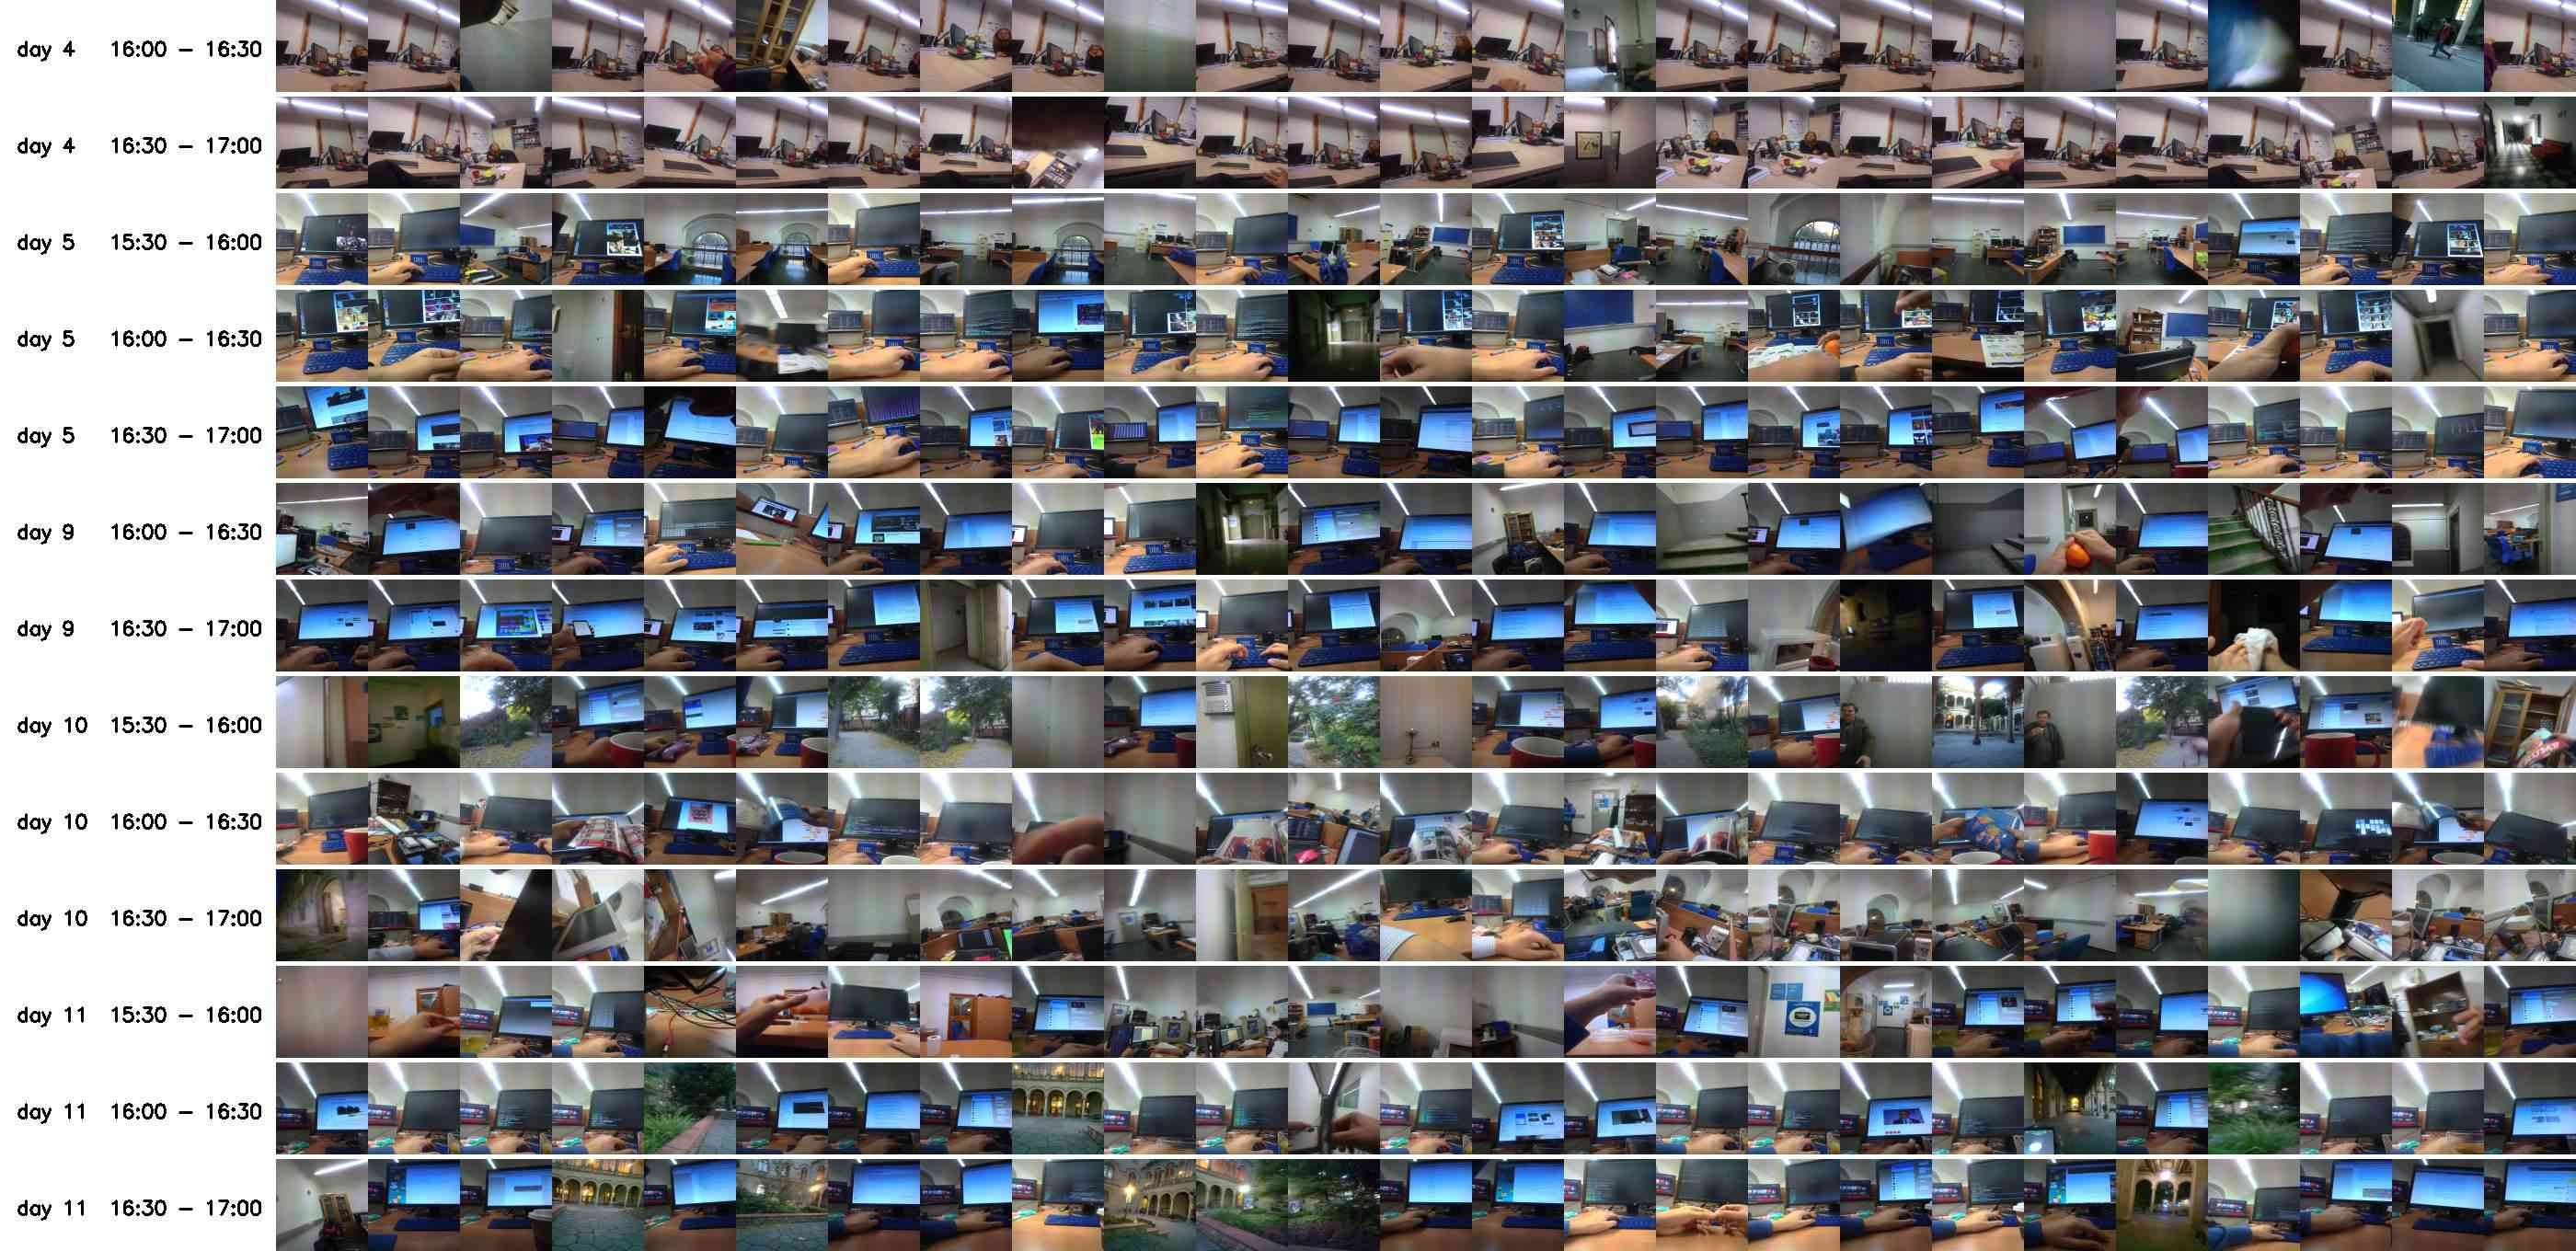 day 4 16:00 - 16:30
day 4 16:30 - 17:00
day 5 15:30 - 16:00
day 5 16:00 - 16:30
day 5 16:30 - 17:00
day 9 16:00 - 16:30
day 9 16:30 - 17:00
day 10 15:30 - 16:00
day 10 16:00 - 16:30
day 10 16:30 - 17:00
day 11 15:30 - 16:00
day 11 16:00 - 16:30
day 11 16:30 - 17:00